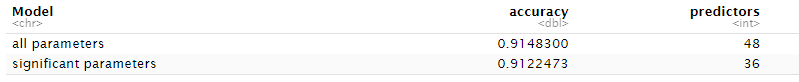 Model accuracy predictors
<chr> <dbl> <int>
all parameters 0.9148300 48
significant parameters 0.9122473 36